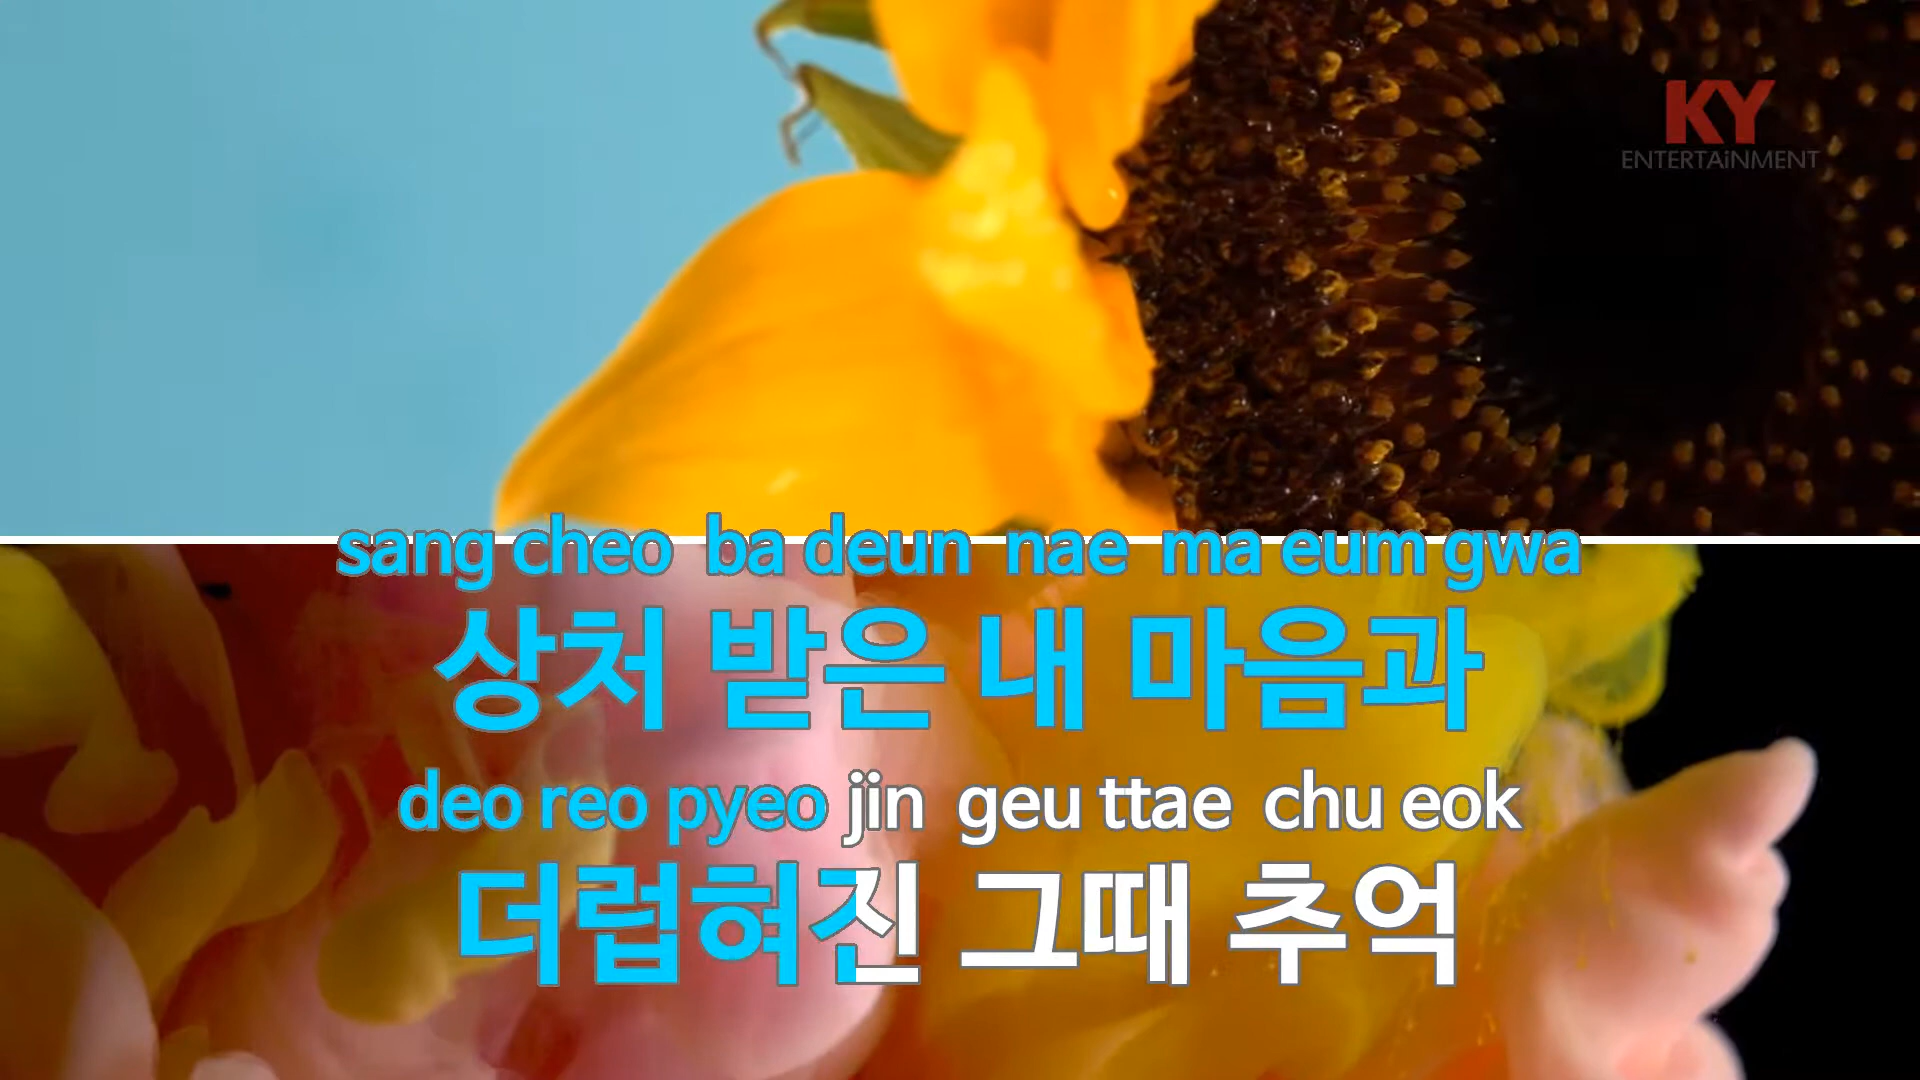 KY
ENTERTAiNMENT
sang cheo ba deun nae ma eum gwa
상처 받은 내 마음과
deo reo pyeo jin geu ttae chu eok
더럽혀진 그때 추억